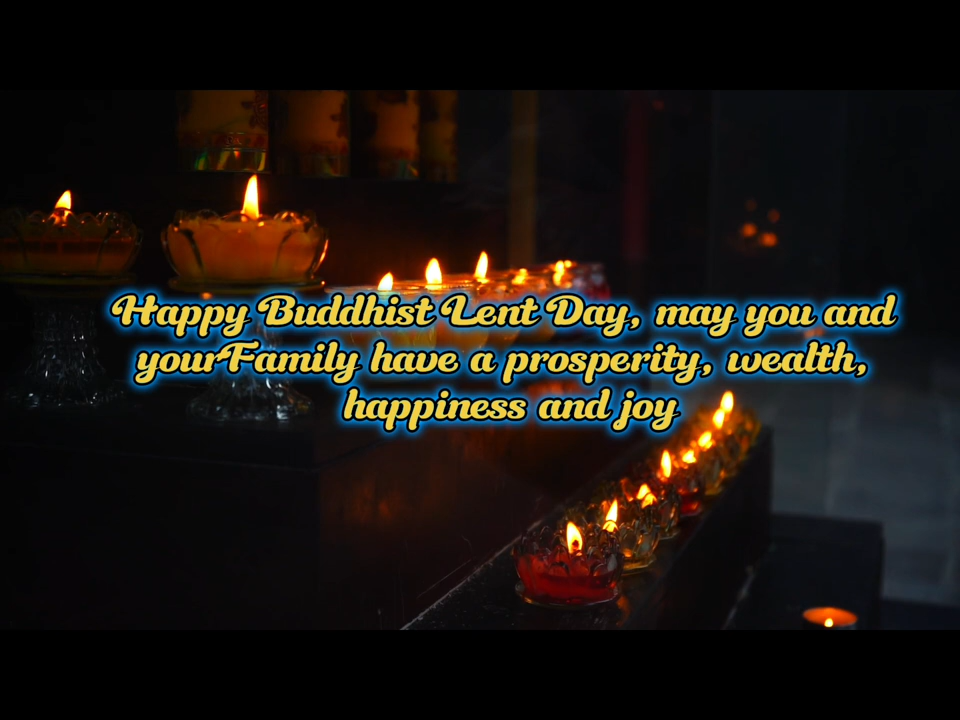 Happy Buddhist Lent Day, may you and
yourFamily have a prosperity, wealth,
happiness and joy